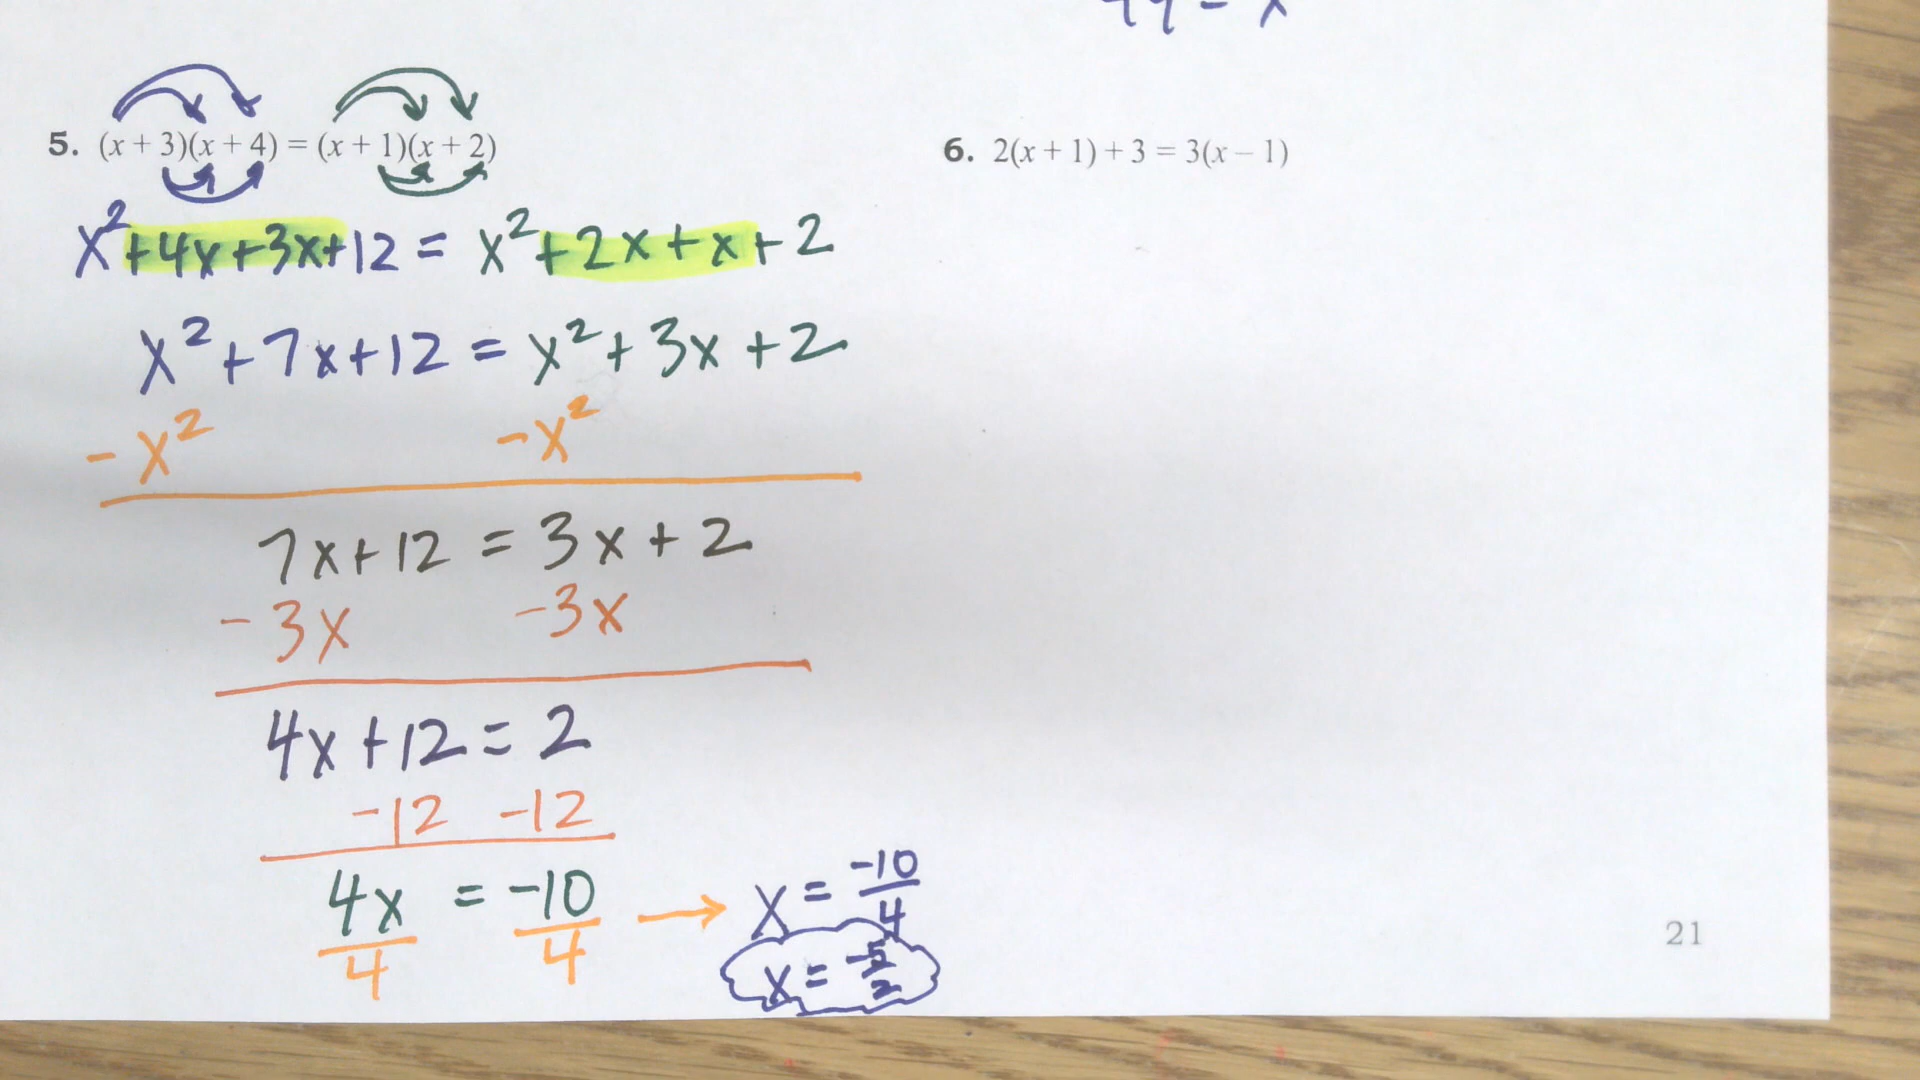 5. (x + 3)(x + 4) = (x + 1)(x + 2)
x²+4x+3x+12 = x²+2x+x+2
x²+7x+12 = x²+3x+2
-x² -x²
7x+12 = 3x+2
-3x -3x
4x+12 = 2
-12 -12
4x/4 = -10/4 → x = -10/4
x = -5/2
6. 2(x + 1) + 3 = 3(x – 1)
21